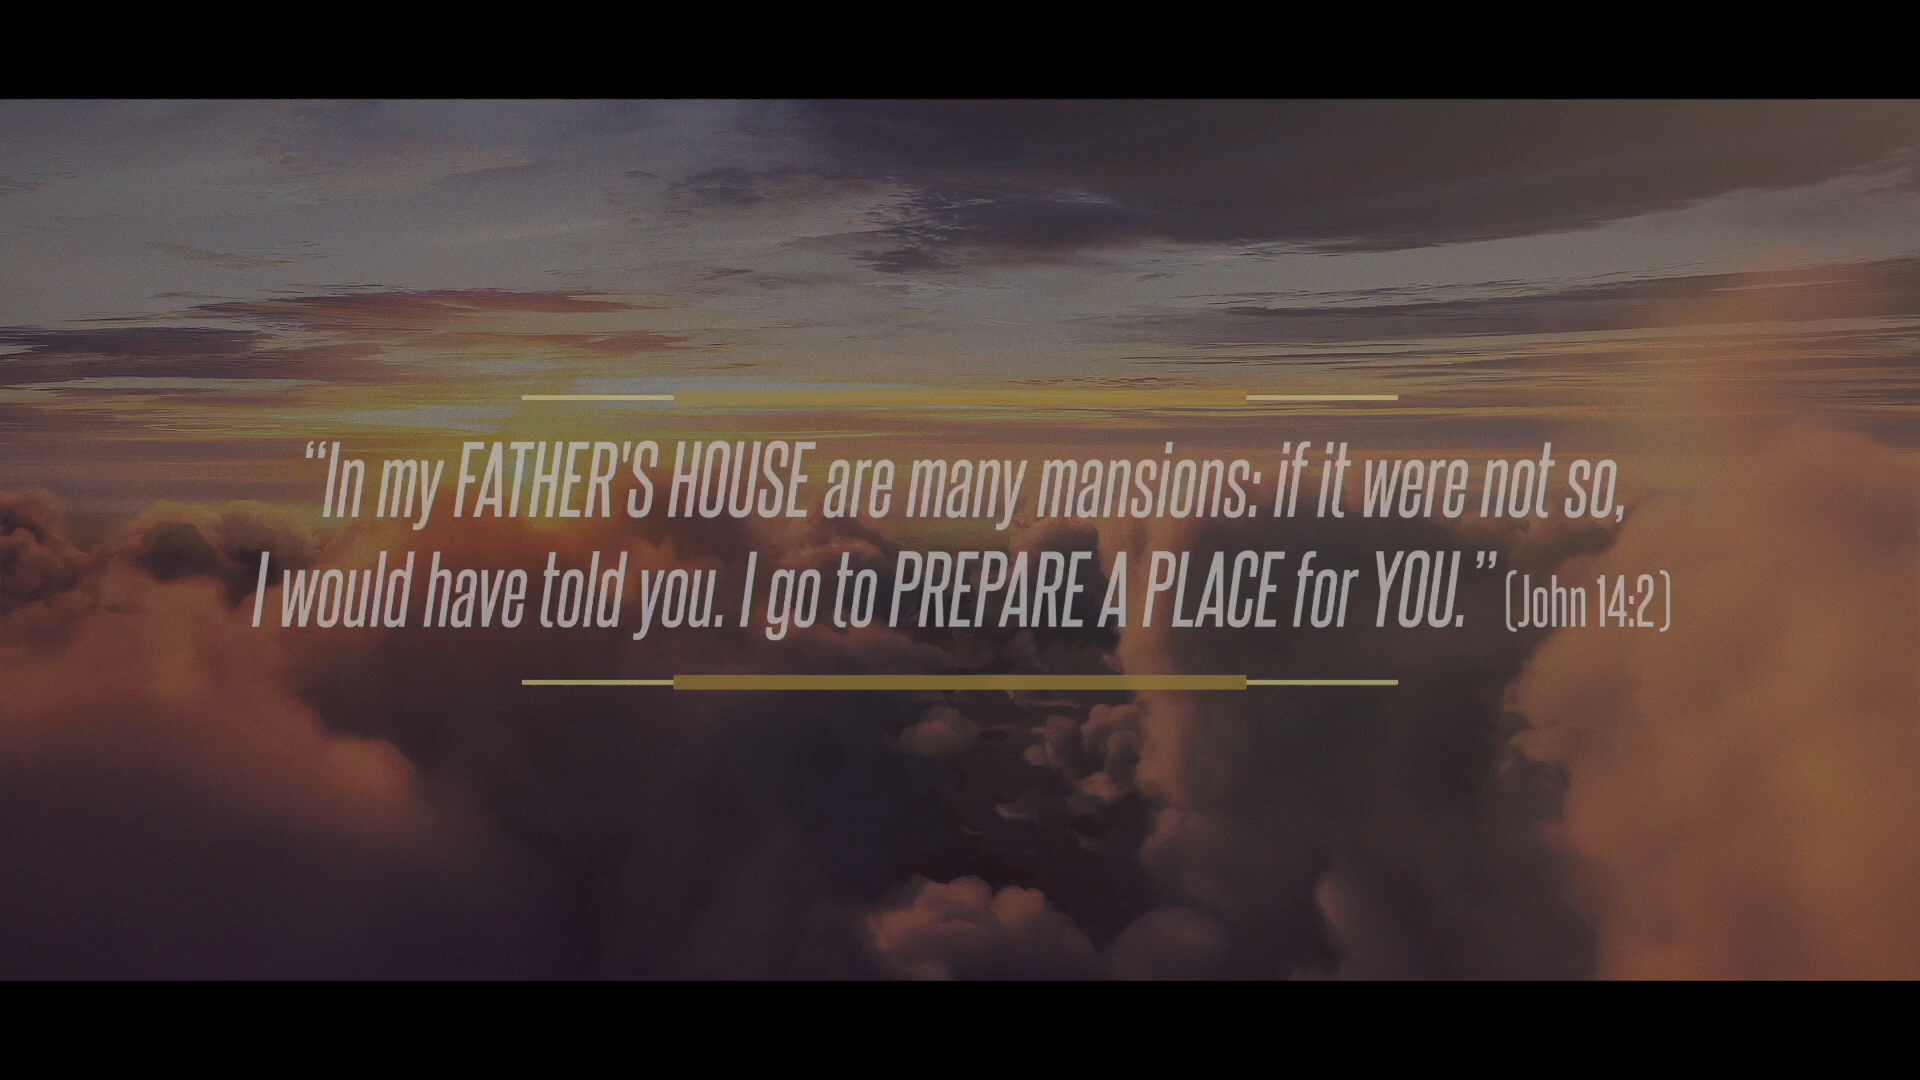 “In my FATHER'S HOUSE are many mansions: if it were not so,
I would have told you. I go to PREPARE A PLACE for YOU.” (John 14:2)